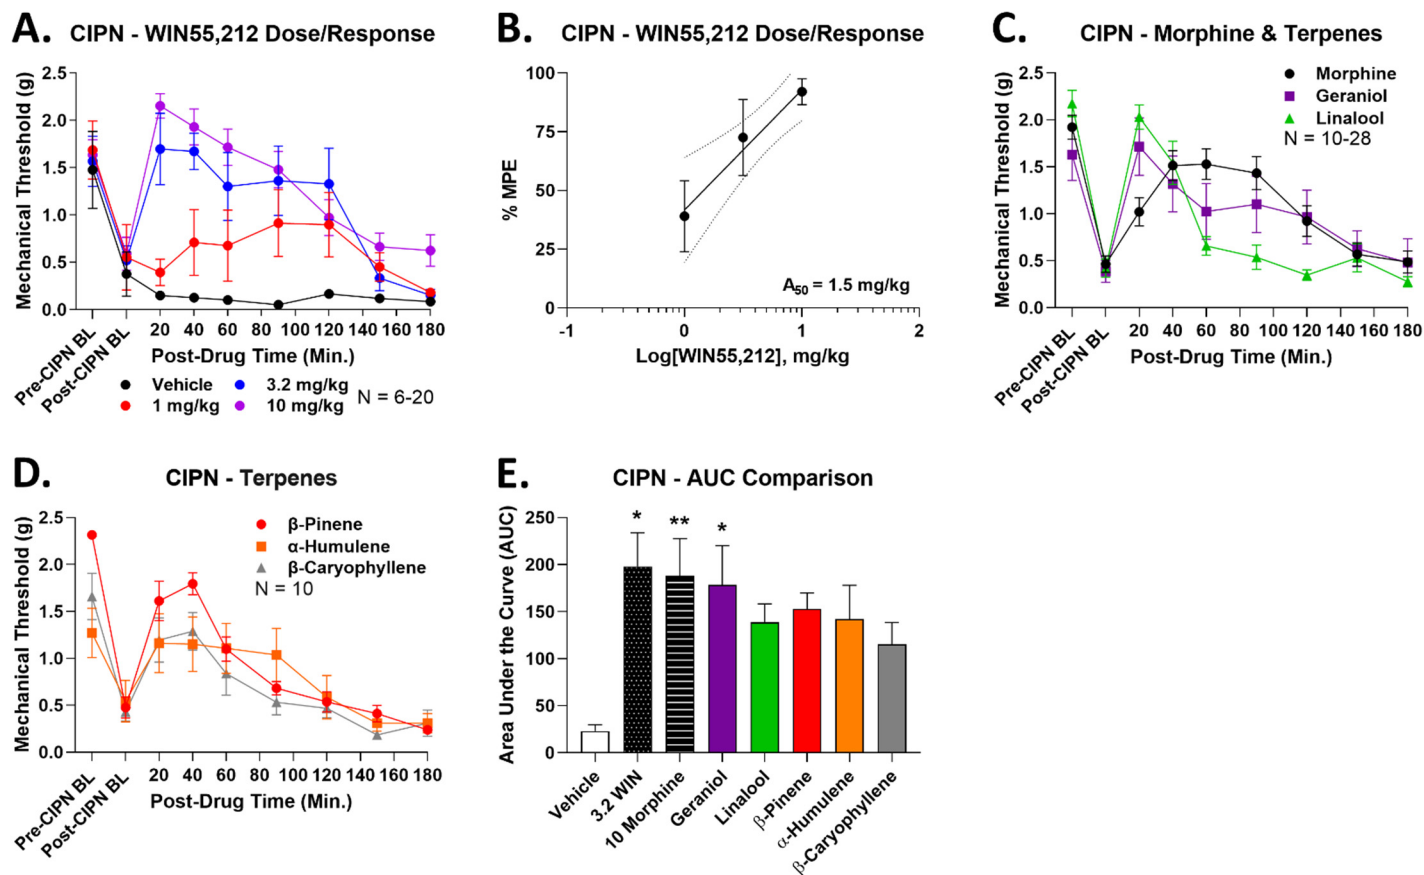 A. CIPN - WIN55,212 Dose/Response
Mechanical Threshold (g)
2.5
2.0
1.5
1.0
0.5
0.0
Pre-CIPN BL
Post-CIPN BL
20 40 60 80 100 120 140 160 180
Post-Drug Time (Min.)
Vehicle 3.2 mg/kg
1 mg/kg 10 mg/kg
N = 6-20
B. CIPN - WIN55,212 Dose/Response
% MPE
100
75
50
25
0
A50 = 1.5 mg/kg
-1 0 1 2
Log[WIN55,212], mg/kg
C. CIPN - Morphine & Terpenes
Mechanical Threshold (g)
2.5
2.0
1.5
1.0
0.5
0.0
Morphine
Geraniol
Linalool
N = 10-28
Pre-CIPN BL
Post-CIPN BL
20 40 60 80 100 120 140 160 180
Post-Drug Time (Min.)
D. CIPN - Terpenes
Mechanical Threshold (g)
2.5
2.0
1.5
1.0
0.5
0.0
β-Pinene
α-Humulene
β-Caryophyllene
N = 10
Pre-CIPN BL
Post-CIPN BL
20 40 60 80 100 120 140 160 180
Post-Drug Time (Min.)
E. CIPN - AUC Comparison
Area Under the Curve (AUC)
250
200
150
100
50
0
* ** *
Vehicle
3.2 WIN
10 Morphine
Geraniol
Linalool
β-Pinene
α-Humulene
β-Caryophyllene